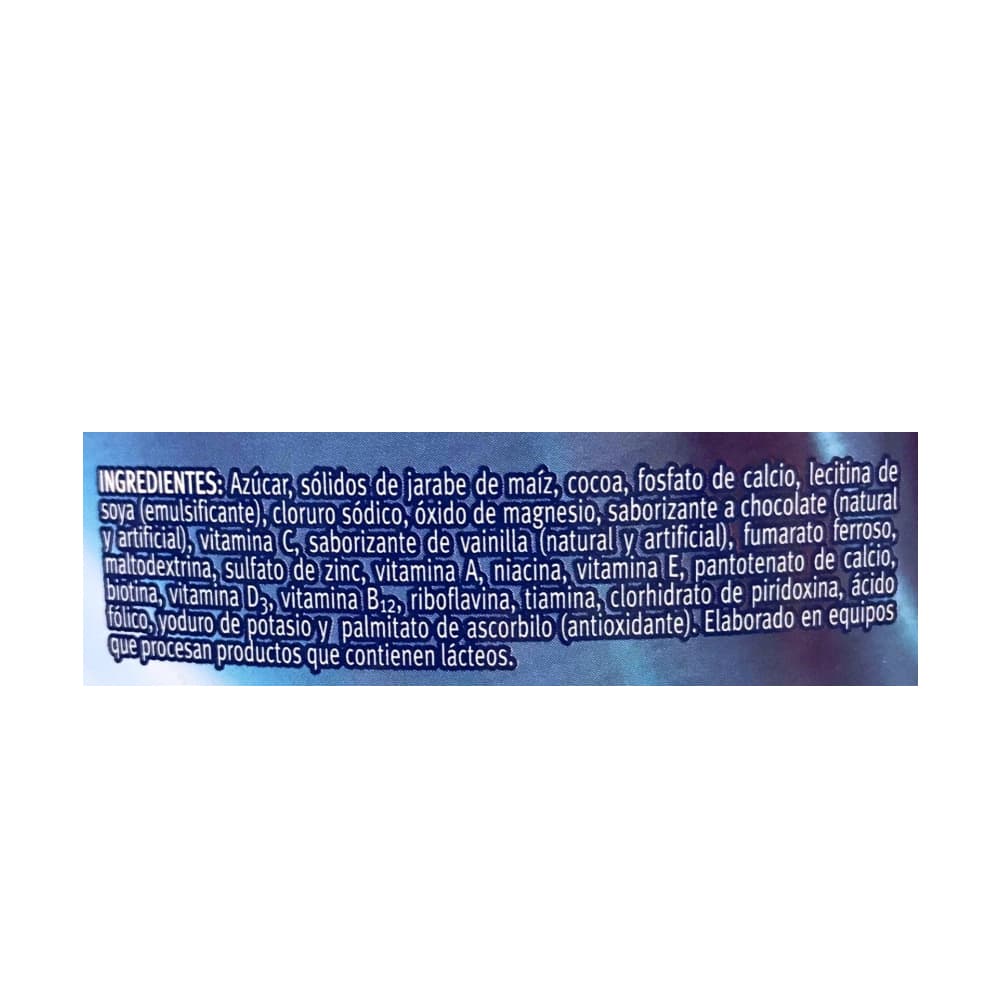 INGREDIENTES: Azúcar, sólidos de jarabe de maíz, cocoa, fosfato de calcio, lecitina de
soya (emulsificante), cloruro sódico, óxido de magnesio, saborizante a chocolate (natural
y artificial), vitamina C, saborizante de vainilla (natural y artificial), fumarato ferroso,
maltodextrina, sulfato de zinc, vitamina A, niacina, vitamina E, pantotenato de calcio,
biotina, vitamina D₃, vitamina B₁₂, riboflavina, tiamina, clorhidrato de piridoxina, ácido
fólico, yoduro de potasio y palmitato de ascorbilo (antioxidante). Elaborado en equipos
que procesan productos que contienen lácteos.